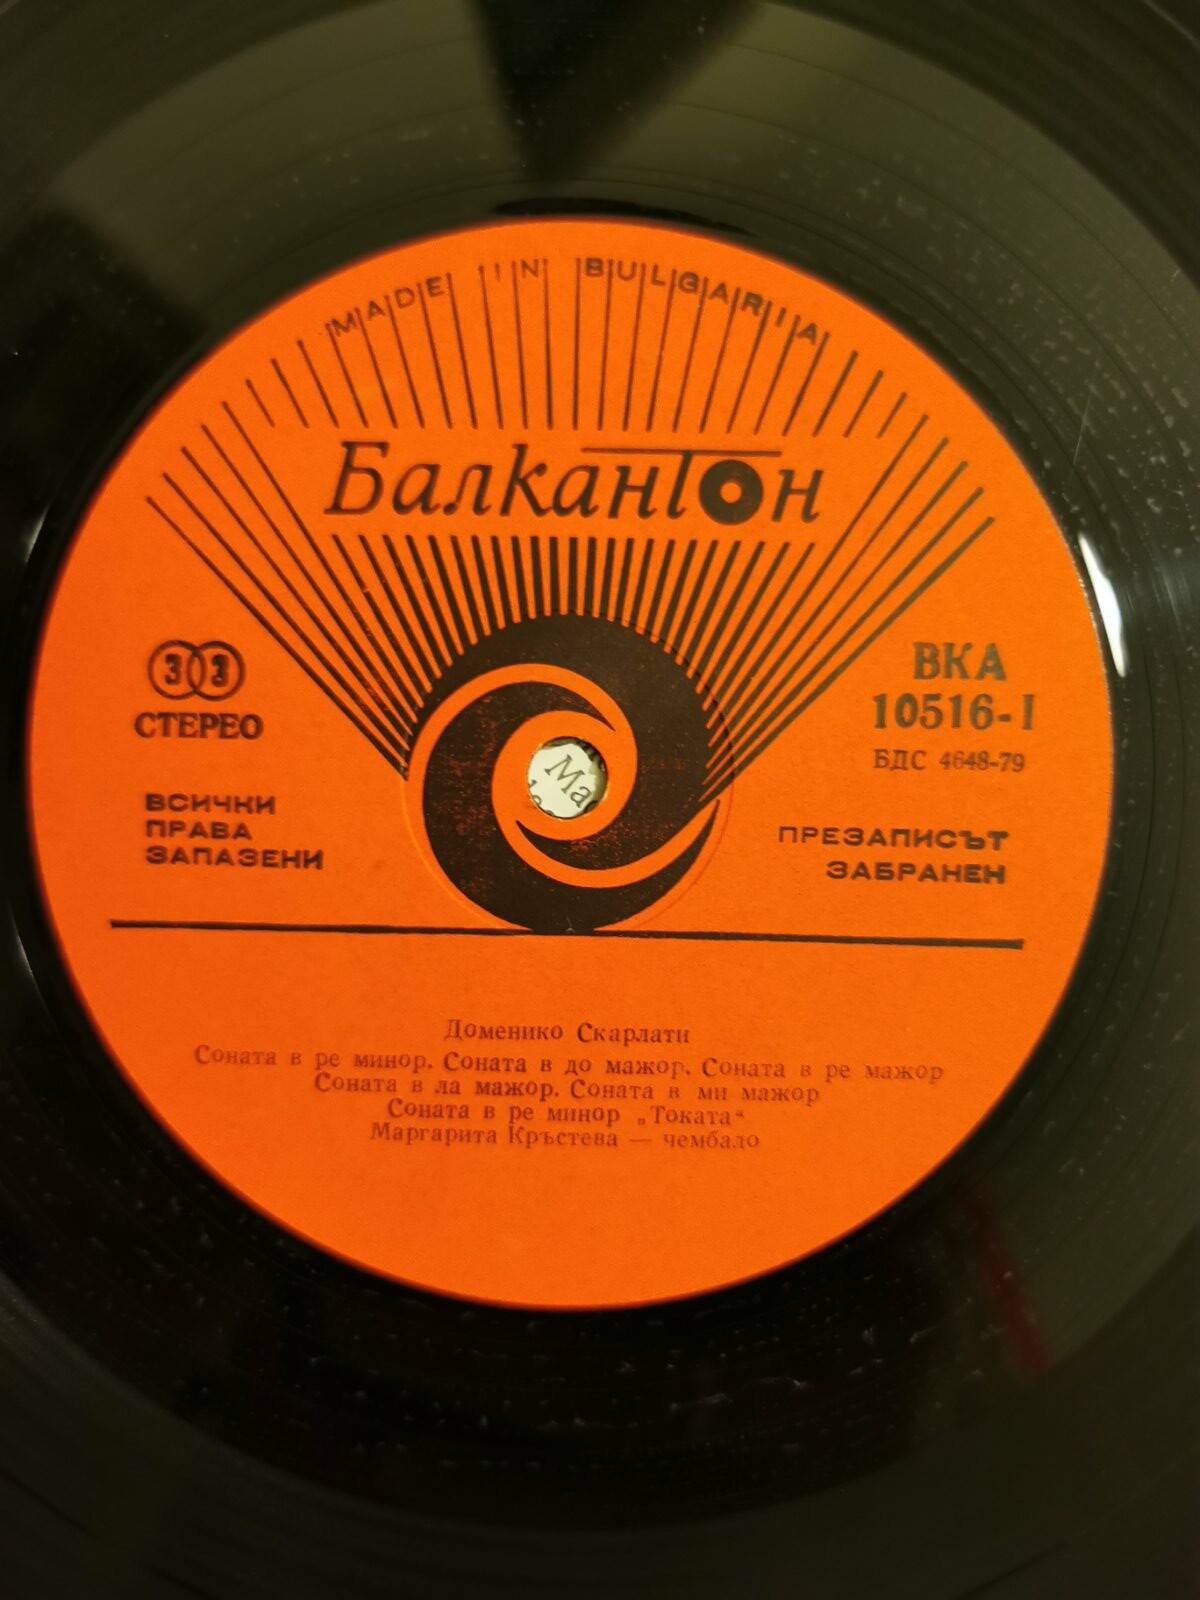 MADE IN BULGARIA
Балкантон
33
СТЕРЕО
ВСИЧКИ
ПРАВА
ЗАПАЗЕНИ
ВКА
10516-I
БДС 4648-79
ПРЕЗАПИСЪТ
ЗАБРАНЕН
Доменико Скарлати
Соната в ре минор. Соната в до мажор. Соната в ре мажор
Соната в ла мажор. Соната в ми мажор
Соната в ре минор „Токата“
Маргарита Кръстева — чембало